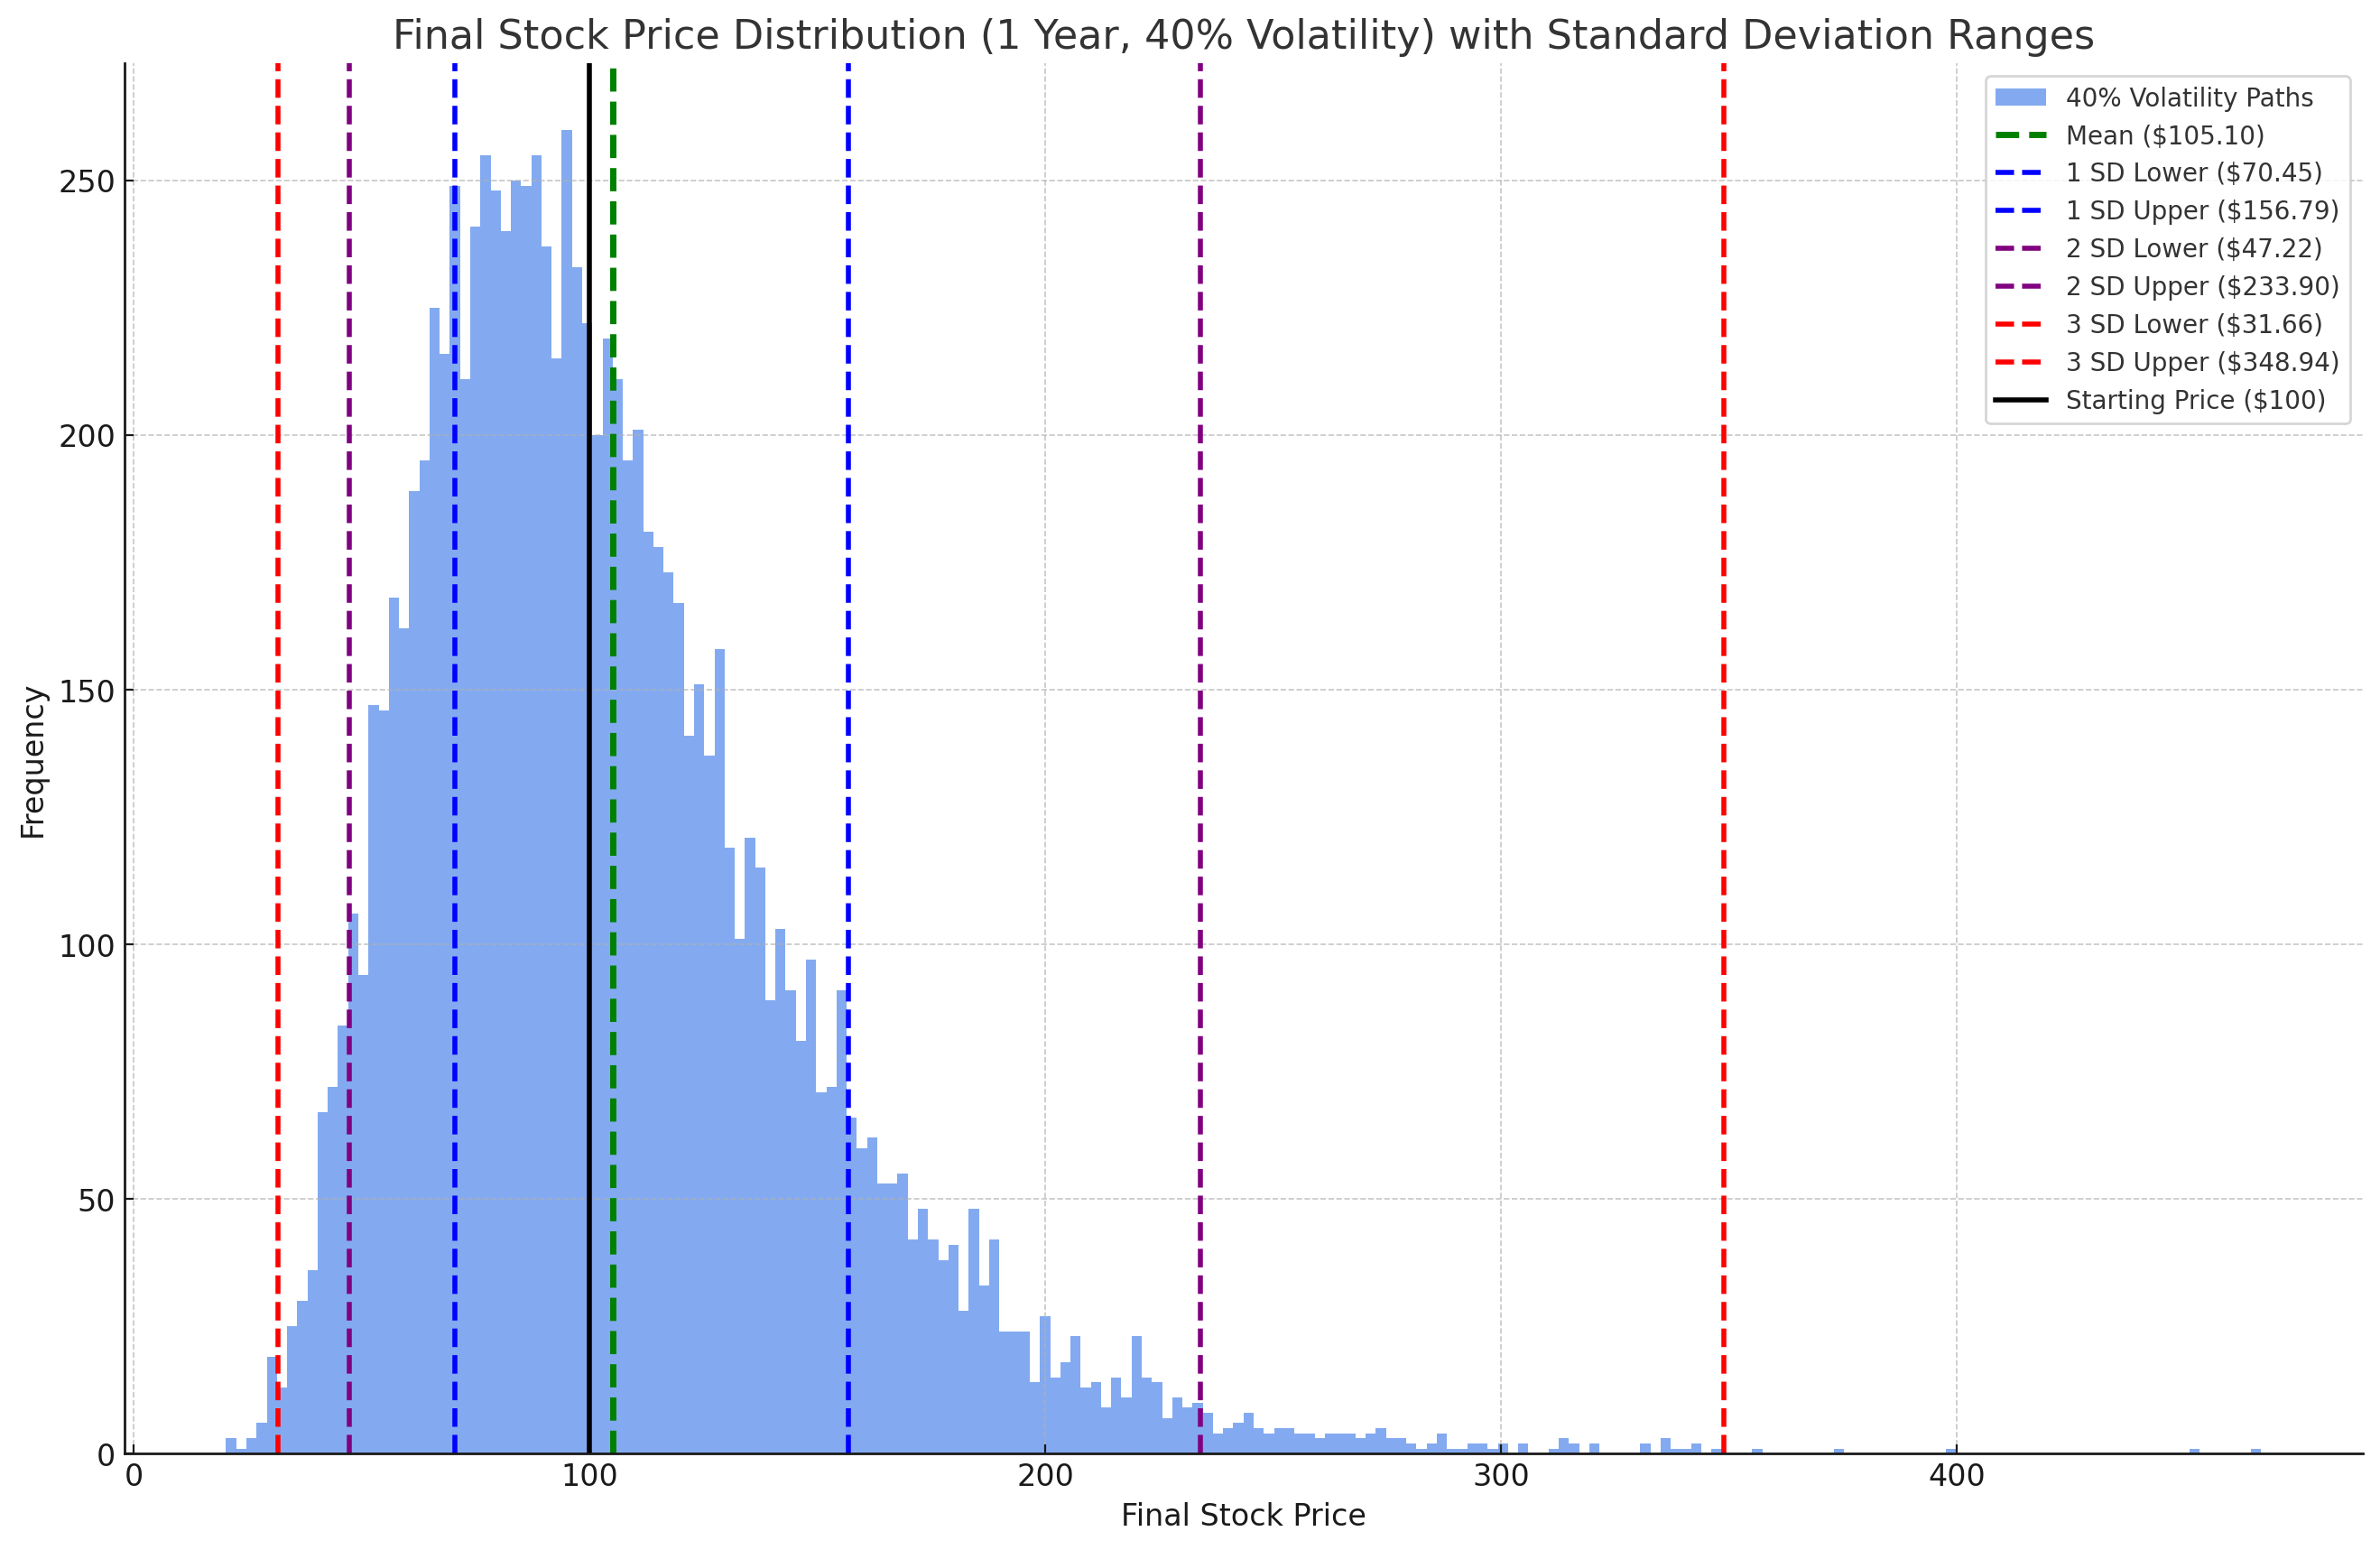 Final Stock Price Distribution (1 Year, 40% Volatility) with Standard Deviation Ranges
40% Volatility Paths
Mean ($105.10)
1 SD Lower ($70.45)
1 SD Upper ($156.79)
2 SD Lower ($47.22)
2 SD Upper ($233.90)
3 SD Lower ($31.66)
3 SD Upper ($348.94)
Starting Price ($100)
Frequency
250
200
150
100
50
0
0 100 200 300 400
Final Stock Price